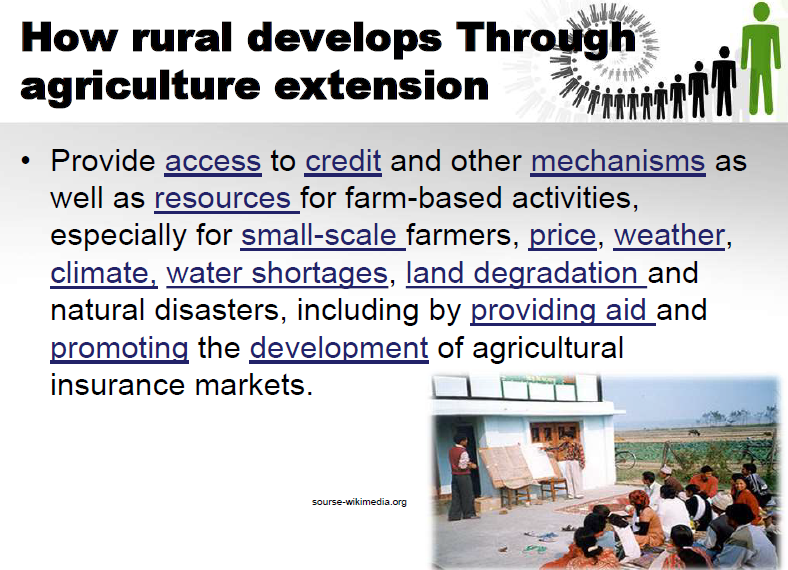 How rural develops Through
agriculture extension
• Provide access to credit and other mechanisms as
well as resources for farm-based activities,
especially for small-scale farmers, price, weather,
climate, water shortages, land degradation and
natural disasters, including by providing aid and
promoting the development of agricultural
insurance markets.
sourse-wikimedia.org